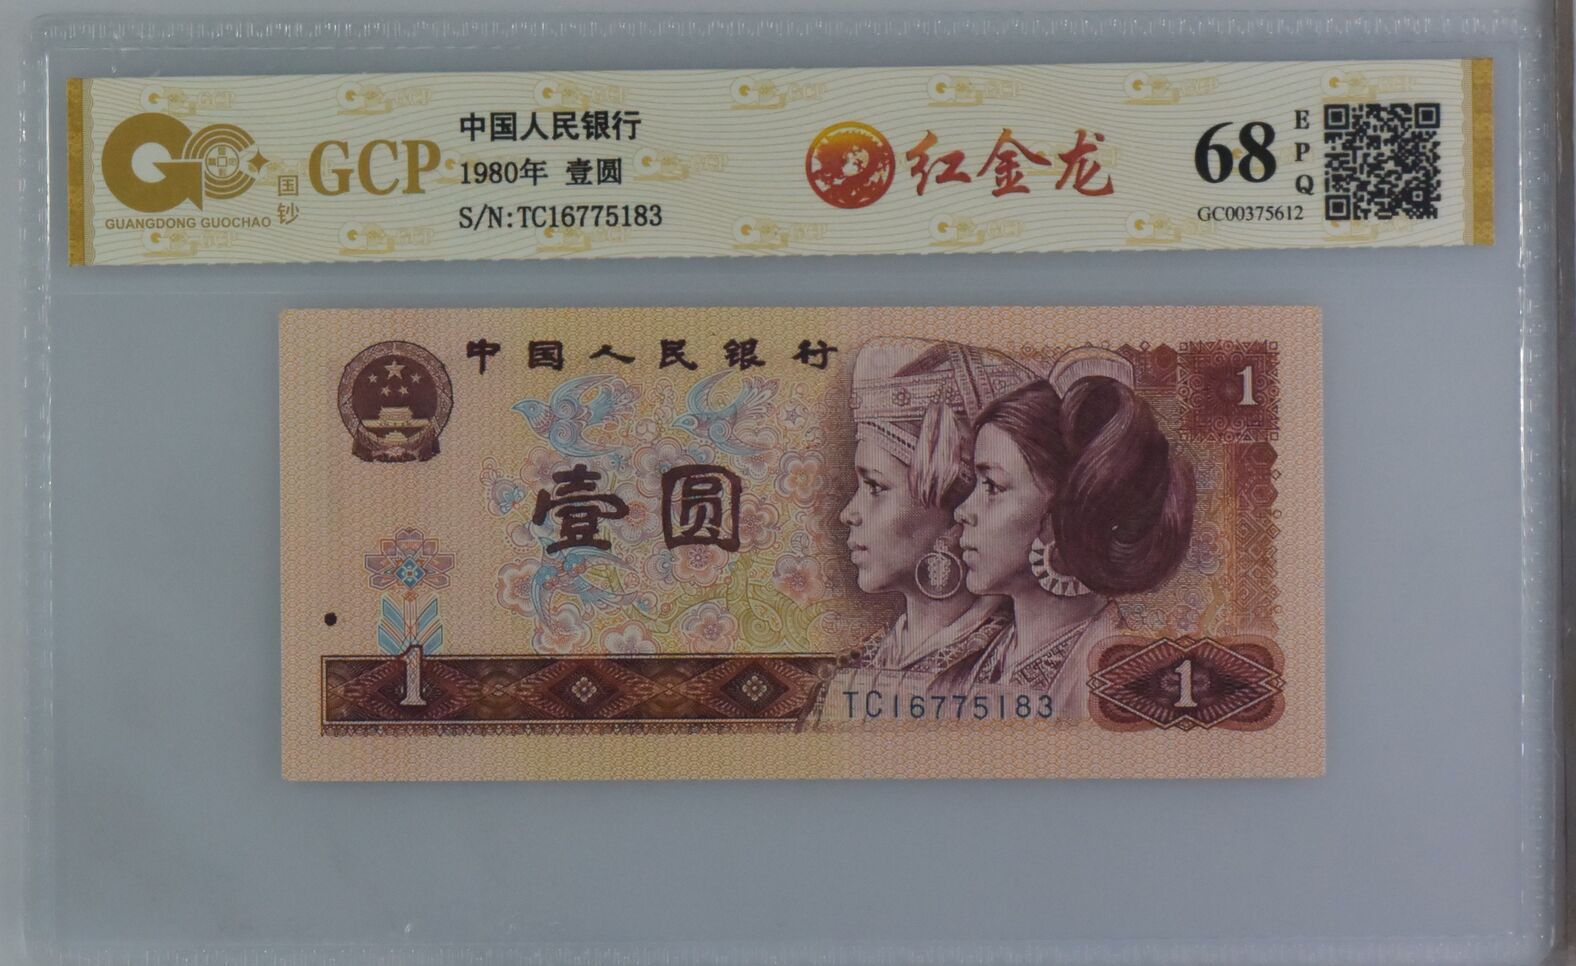 GUANGDONG GUOCHAO
国钞
GCP
中国人民银行
1980年 壹圆
S/N:TC16775183
红金龙
68
EPQ
GC00375612
中国人民银行
1
壹圆
1
TC16775183
1